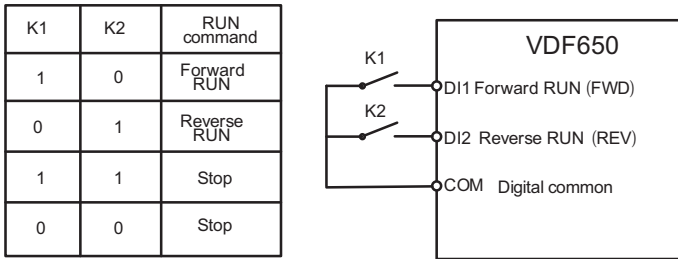 K1 K2 RUN command
1 0 Forward RUN
0 1 Reverse RUN
1 1 Stop
0 0 Stop
VDF650
K1
DI1 Forward RUN (FWD)
K2
DI2 Reverse RUN (REV)
COM Digital common